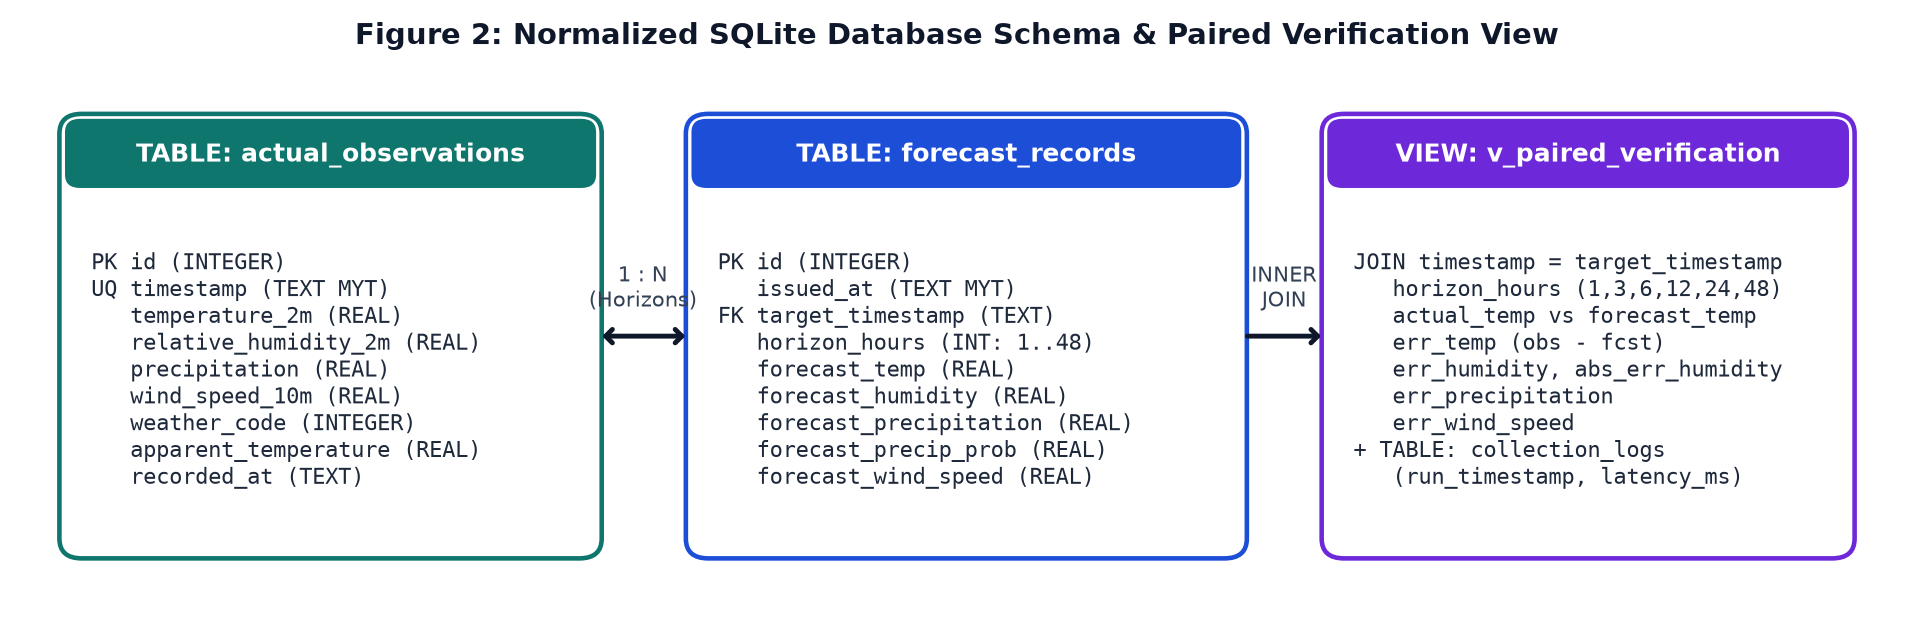 Figure 2: Normalized SQLite Database Schema & Paired Verification View
TABLE: actual_observations
PK id (INTEGER)
UQ timestamp (TEXT MYT)
temperature_2m (REAL)
relative_humidity_2m (REAL)
precipitation (REAL)
wind_speed_10m (REAL)
weather_code (INTEGER)
apparent_temperature (REAL)
recorded_at (TEXT)
1 : N
(Horizons)
TABLE: forecast_records
PK id (INTEGER)
issued_at (TEXT MYT)
FK target_timestamp (TEXT)
horizon_hours (INT: 1..48)
forecast_temp (REAL)
forecast_humidity (REAL)
forecast_precipitation (REAL)
forecast_precip_prob (REAL)
forecast_wind_speed (REAL)
INNER
JOIN
VIEW: v_paired_verification
JOIN timestamp = target_timestamp
horizon_hours (1,3,6,12,24,48)
actual_temp vs forecast_temp
err_temp (obs - fcst)
err_humidity, abs_err_humidity
err_precipitation
err_wind_speed
+ TABLE: collection_logs
(run_timestamp, latency_ms)